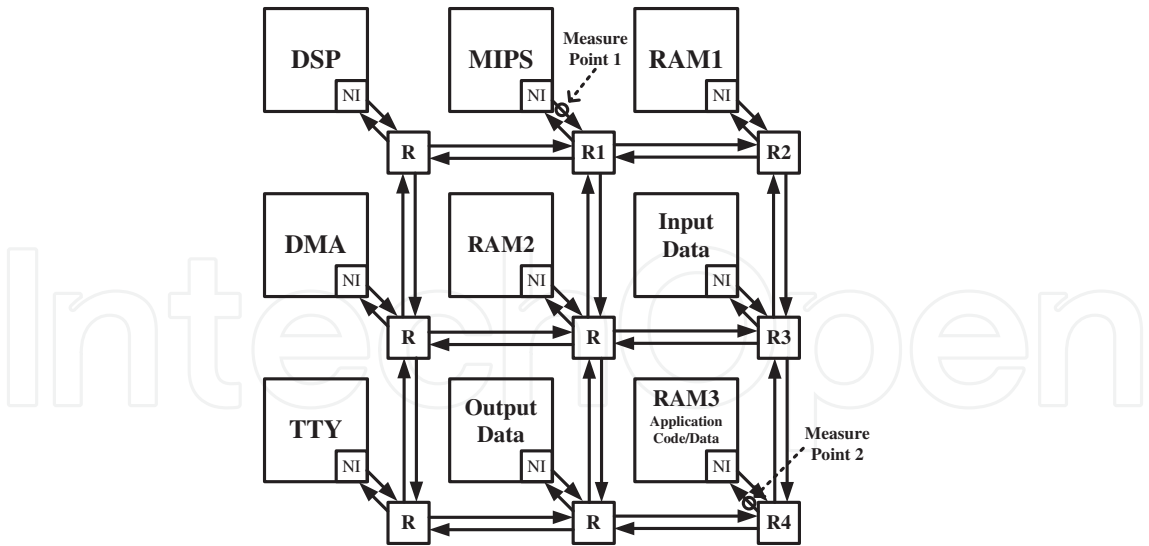 DSP
NI
MIPS
NI
Measure
Point 1
RAM1
NI
R
R1
R2
DMA
NI
RAM2
NI
Input
Data
NI
R
R
R3
TTY
NI
Output
Data
NI
RAM3
Application
Code/Data
NI
Measure
Point 2
R
R
R4
IntechOpen